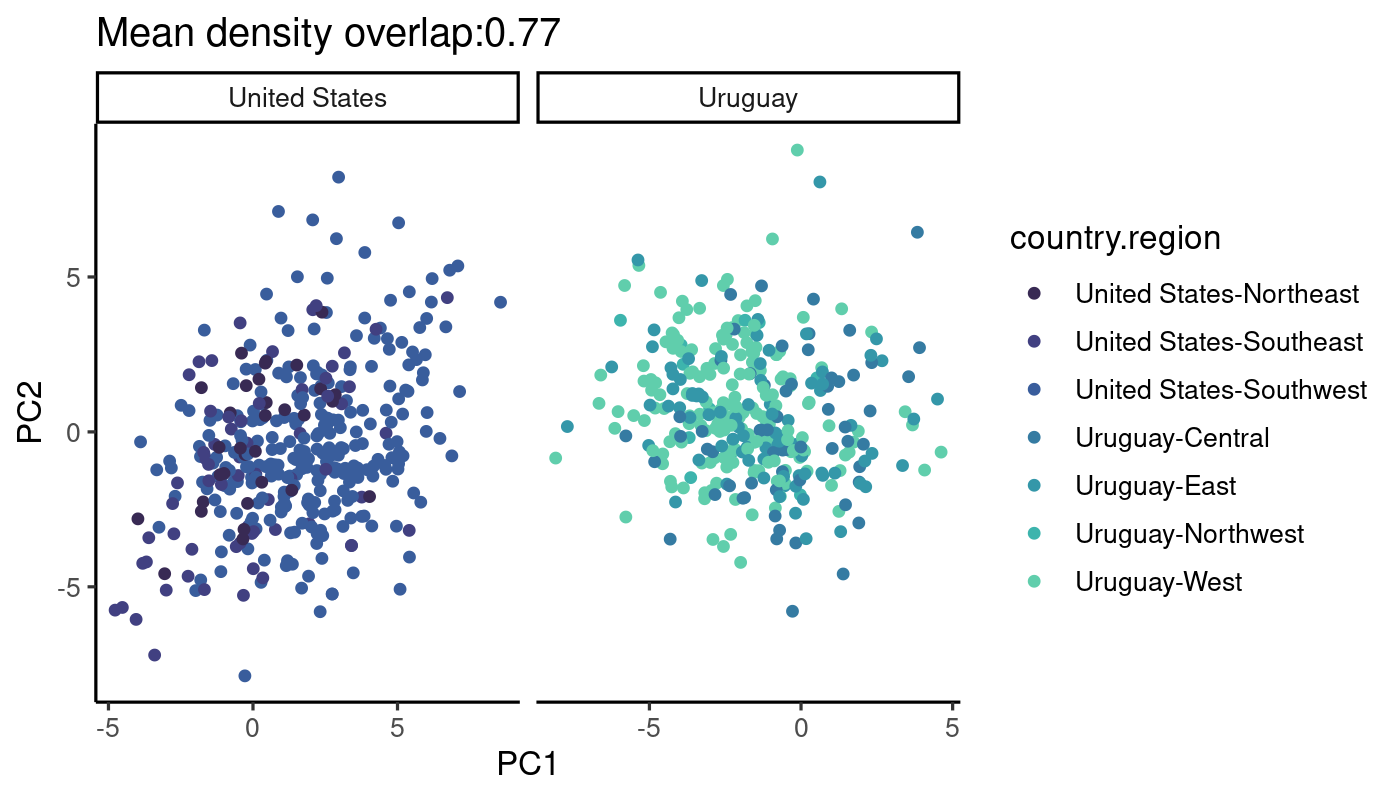 Mean density overlap:0.77
United States
Uruguay
PC2
5
0
-5
-5
0
5
-5
0
5
PC1
country.region
United States-Northeast
United States-Southeast
United States-Southwest
Uruguay-Central
Uruguay-East
Uruguay-Northwest
Uruguay-West